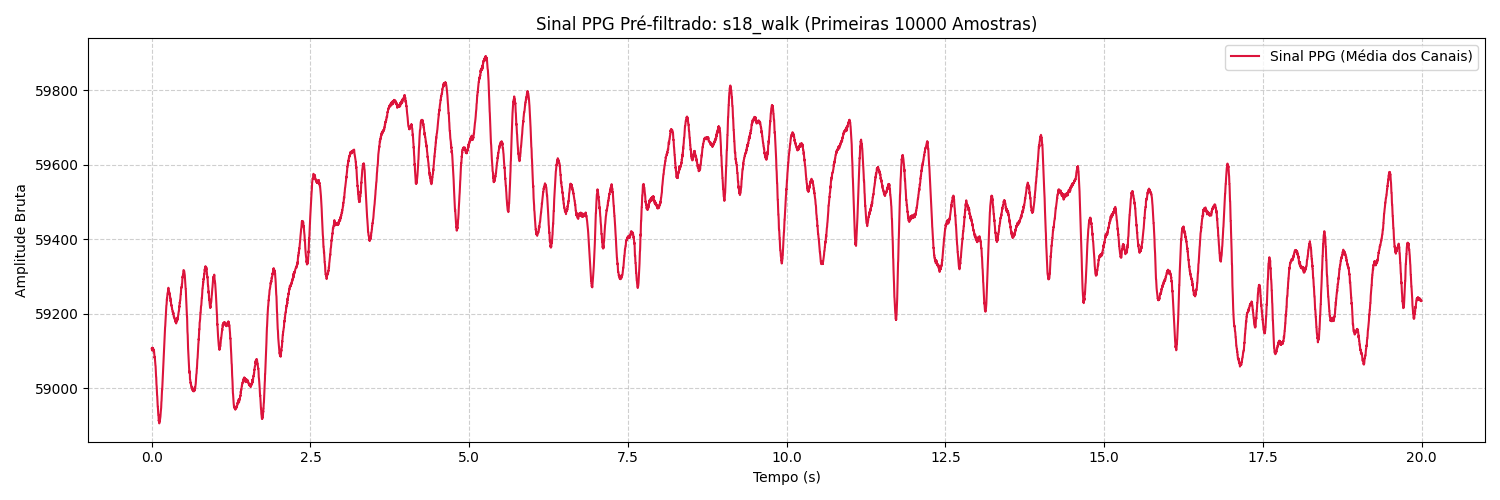 Sinal PPG Pré-filtrado: s18_walk (Primeiras 10000 Amostras)
Sinal PPG (Média dos Canais)
Amplitude Bruta
59800
59600
59400
59200
59000
0.0 2.5 5.0 7.5 10.0 12.5 15.0 17.5 20.0
Tempo (s)